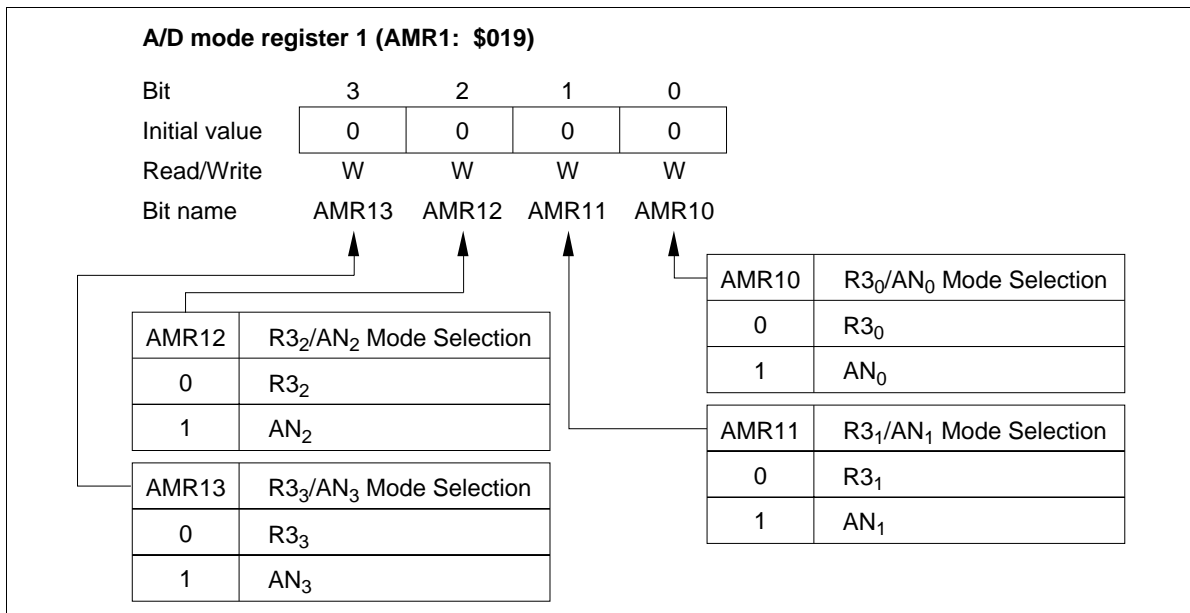 A/D mode register 1 (AMR1: $019)
Bit 3 2 1 0
Initial value 0 0 0 0
Read/Write W W W W
Bit name AMR13 AMR12 AMR11 AMR10
AMR10 R3₀/AN₀ Mode Selection
0 R3₀
1 AN₀
AMR12 R3₂/AN₂ Mode Selection
0 R3₂
1 AN₂
AMR11 R3₁/AN₁ Mode Selection
0 R3₁
1 AN₁
AMR13 R3₃/AN₃ Mode Selection
0 R3₃
1 AN₃